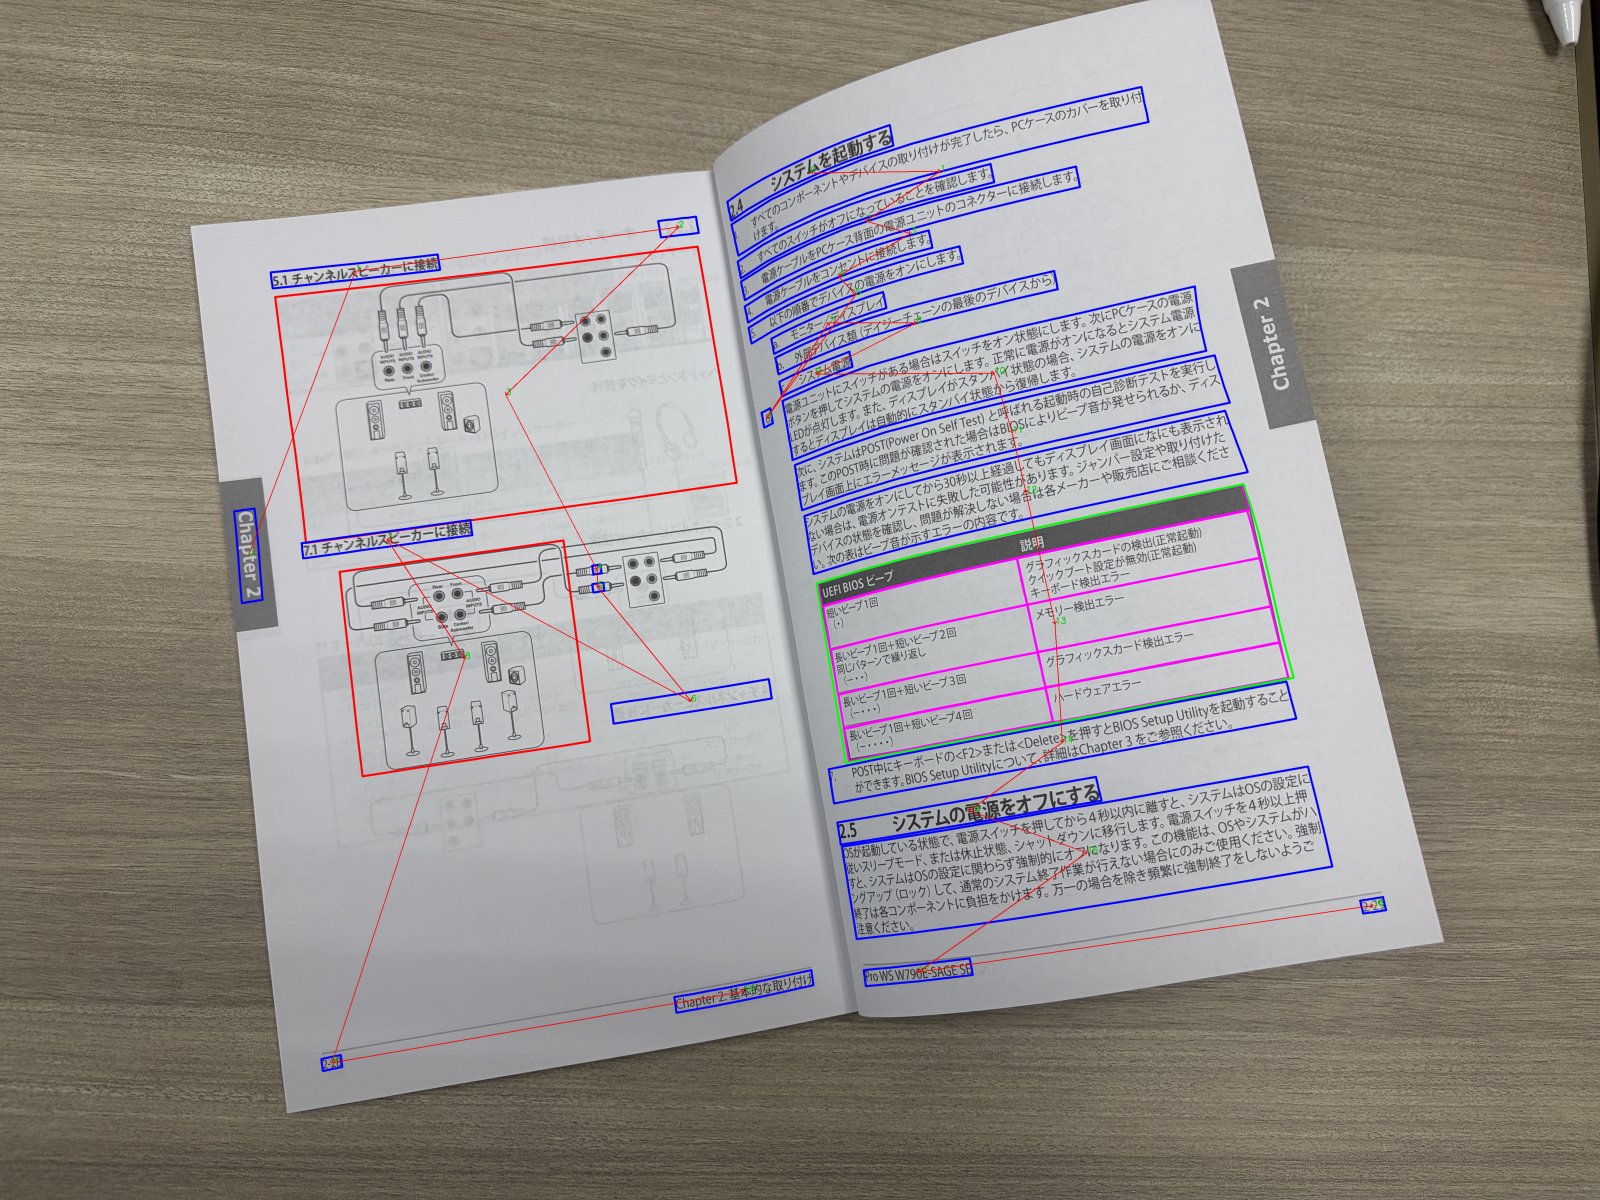 5.1 チャンネルスピーカーに接続
AUDIO INPUTS
AUDIO INPUTS
AUDIO INPUTS
Rear
Front
Center/
Subwoofer
7.1 チャンネルスピーカーに接続
Rear
Front
AUDIO INPUTS
AUDIO INPUTS
Side
Center/
Subwoofer
Chapter 2
Chapter 2: 基本的な取り付け
2.4 システムを起動する
すべてのコンポーネントやデバイスの取り付けが完了したら、PCケースのカバーを取り付
けます。
すべてのスイッチがオフになっていることを確認します。
3. 電源ケーブルをPCケース背面の電源ユニットのコネクターに接続します。
4. 電源ケーブルをコンセントに接続します。
5. 以下の順番でデバイスの電源をオンにします。
a. モニター/ディスプレイ
b. 外部デバイス類（デイジーチェーンの最後のデバイスから）
システム電源
電源ユニットにスイッチがある場合はスイッチをオン状態にします。次にPCケースの電源
ボタンを押してシステムの電源をオンにします。正常に電源がオンになるとシステム電源
LEDが点灯します。また、ディスプレイがスタンバイ状態の場合、システムの電源をオンに
するとディスプレイは自動的にスタンバイ状態から復帰します。
次に、システムはPOST(Power On Self Test) と呼ばれる起動時の自己診断テストを実行し
ます。このPOST時に問題が確認された場合はBIOSによりビープ音が発せられるか、ディス
プレイ画面上にエラーメッセージが表示されます。
システムの電源をオンにしてから30秒以上経過してもディスプレイ画面になにも表示され
ない場合は、電源オンテストに失敗した可能性があります。ジャンパー設定や取り付けた
デバイスの状態を確認し、問題が解決しない場合は各メーカーや販売店にご相談くださ
い。次の表はビープ音が示すエラーの内容です。
UEFI BIOS ビープ 説明
短いビープ1回
(・)
グラフィックスカードの検出(正常起動)
クイックブート設定が無効(正常起動)
キーボード検出エラー
長いビープ1回＋短いビープ2回
同じパターンで繰り返し
(－・・)
メモリー検出エラー
長いビープ1回＋短いビープ3回
(－・・・)
グラフィックスカード検出エラー
長いビープ1回＋短いビープ4回
(－・・・・)
ハードウェアエラー
POST中にキーボードの<F2>または<Delete>を押すとBIOS Setup Utilityを起動すること
ができます。BIOS Setup Utilityについて、詳細はChapter 3 をご参照ください。
2.5 システムの電源をオフにする
OSが起動している状態で、電源スイッチを押してから4秒以内に離すと、システムはOSの設定に
従いスリープモード、または休止状態、シャットダウンに移行します。電源スイッチを4秒以上押
すと、システムはOSの設定に関わらず強制的にオフになります。この機能は、OSやシステムがハ
ングアップ（ロック）して、通常のシステム終了作業が行えない場合にのみご使用ください。強制
終了は各コンポーネントに負担をかけます。万一の場合を除き頻繁に強制終了をしないようご
注意ください。
Chapter 2
Pro WS W790E-SAGE SE